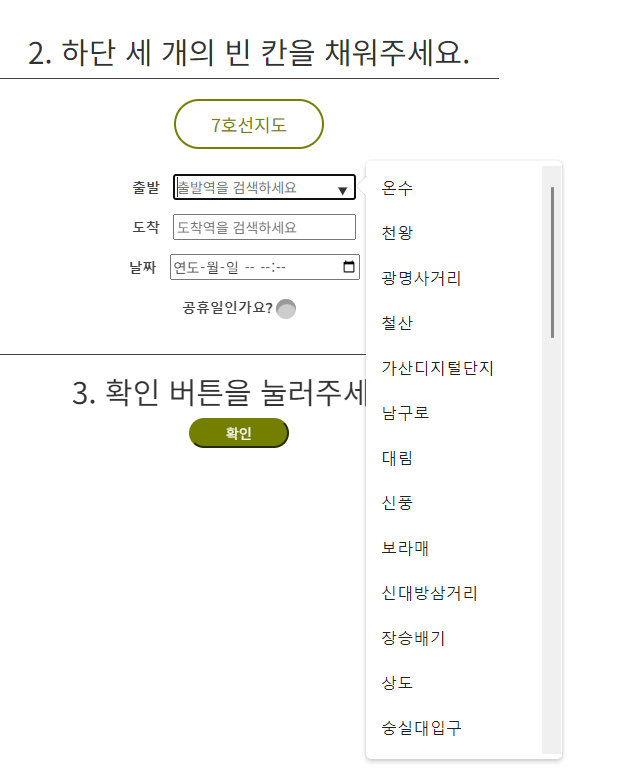 2. 하단 세 개의 빈 칸을 채워주세요.
7호선지도
출발 출발역을 검색하세요
도착 도착역을 검색하세요
날짜 연도-월-일 -- --:--
공휴일인가요?
3. 확인 버튼을 눌러주세
확인
온수
천왕
광명사거리
철산
가산디지털단지
남구로
대림
신풍
보라매
신대방삼거리
장승배기
상도
숭실대입구